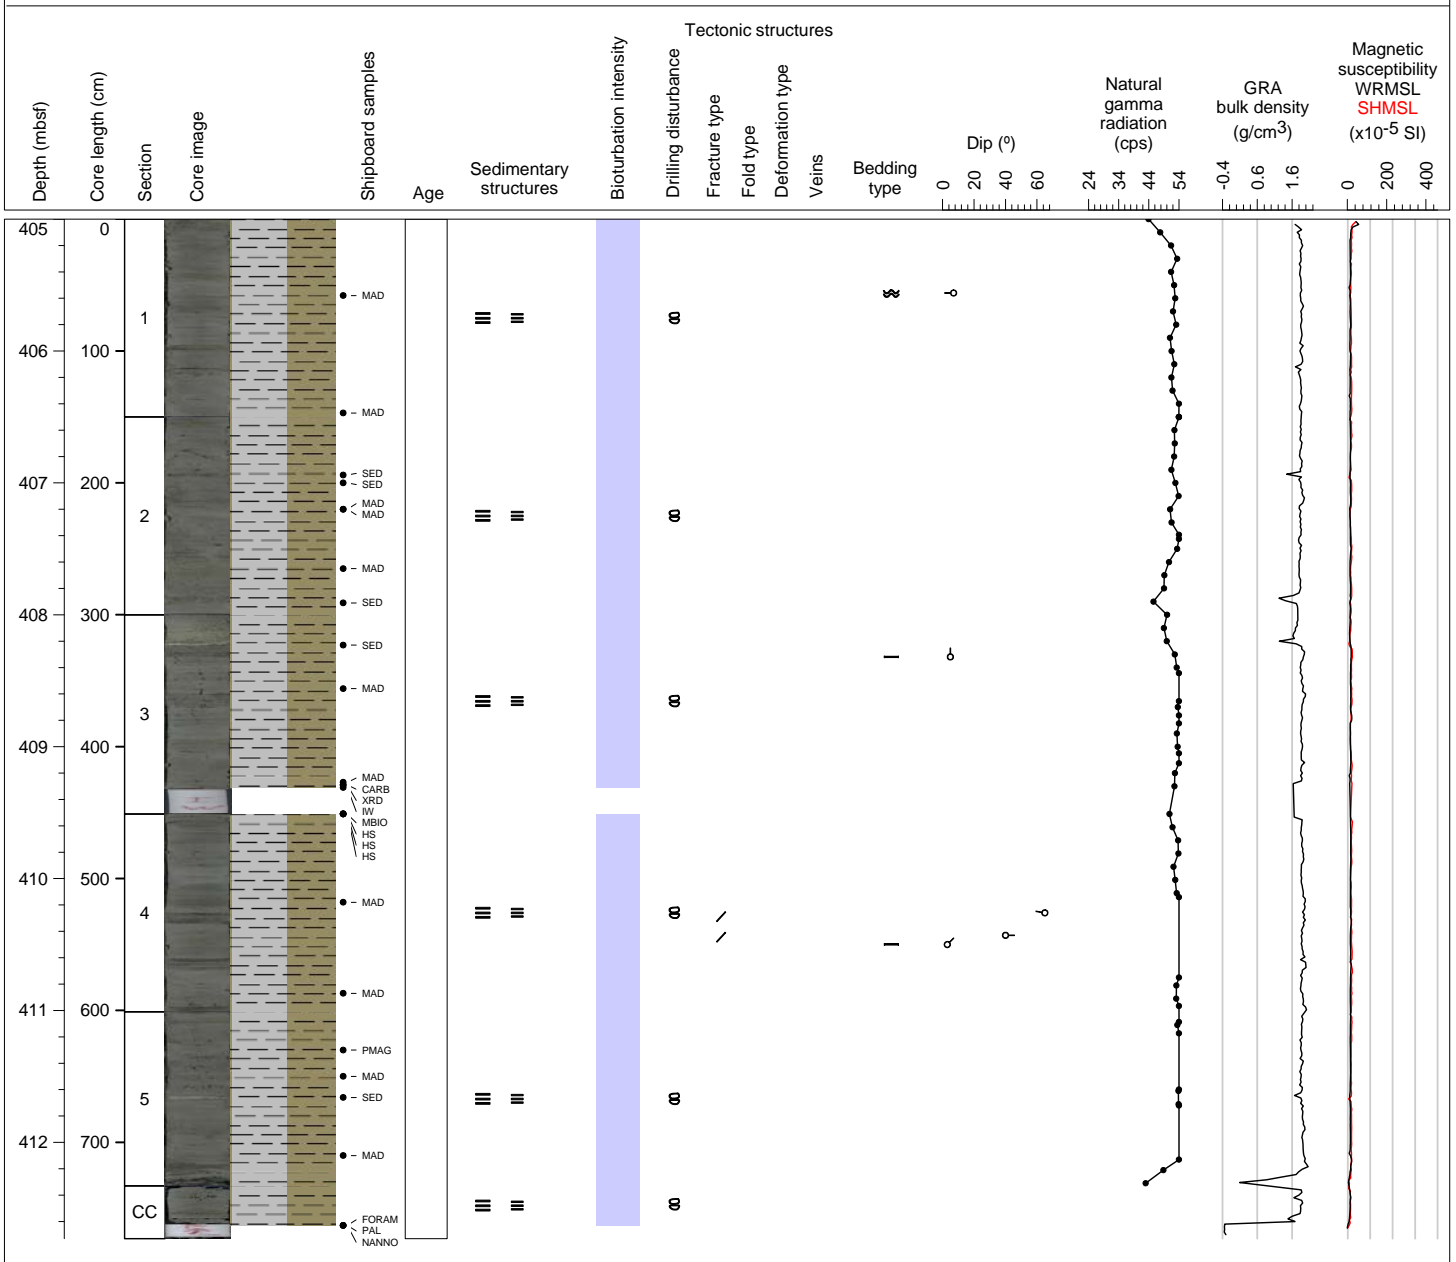 Tectonic structures
Depth (mbsf)
Core length (cm)
Section
Core image
Shipboard samples
Age
Sedimentary
structures
Bioturbation intensity
Drilling disturbance
Fracture type
Fold type
Deformation type
Veins
Bedding
type
Dip (º)
0 20 40 60
Natural
gamma
radiation
(cps)
24 34 44 54
GRA
bulk density
(g/cm3)
-0.4 0.6 1.6
Magnetic
susceptibility
WRMSL
SHMSL
(x10-5 SI)
0 200 400
405 0
MAD
1
406 100
MAD
SED
407 200
SED
MAD
2
MAD
MAD
SED
408 300
SED
MAD
3
409 400
MAD
CARB
XRD
IW
MBIO
HS
HS
HS
410 500
MAD
4
MAD
411 600
PMAG
MAD
5
SED
412 700
MAD
CC
FORAM
PAL
NANNO